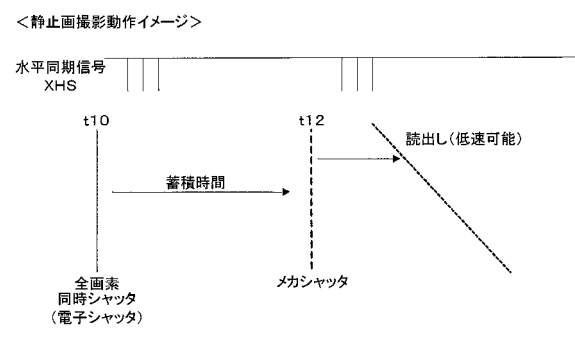 ＜静止画撮影動作イメージ＞
水平同期信号
XHS
t10
t12
読出し(低速可能)
蓄積時間
全画素
同時シャッタ
(電子シャッタ)
メカシャッタ